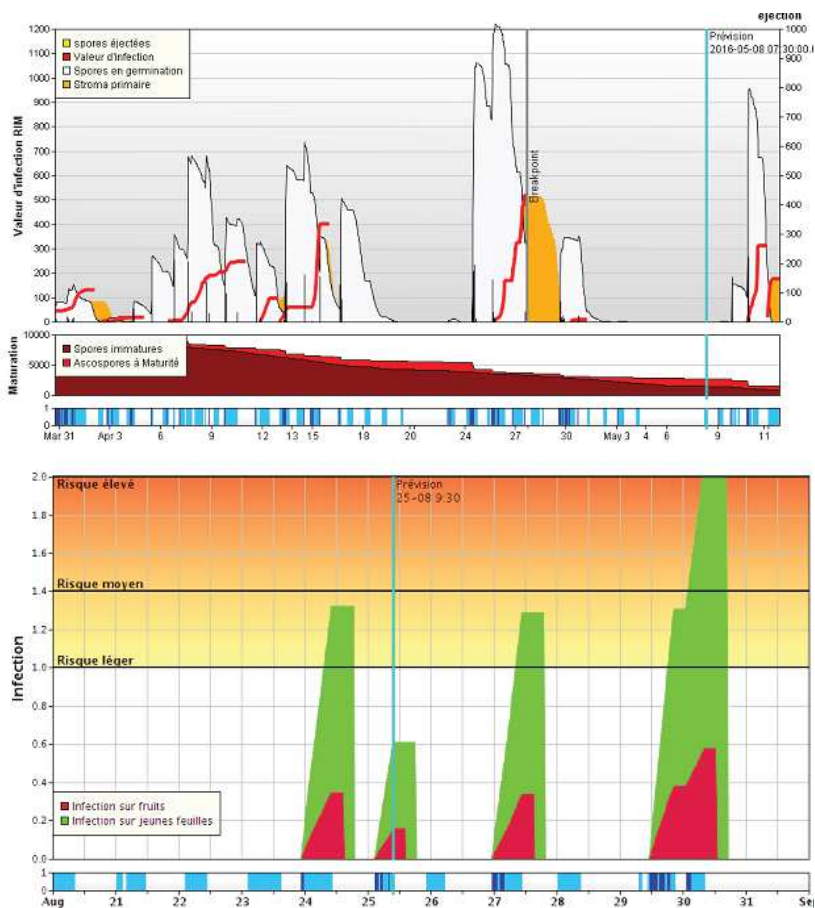 ejection
1200
1100
1000
900
800
700
600
500
400
300
200
100
0
Valeur d'infection RIM
spores éjectées
Valeur d'infection
Spores en germination
Stroma primaire
Breakpoint
Prévision
2016-05-08 07:30:00.
1000
900
800
700
600
500
400
300
200
100
0
10000
5000
0
Maturation
Spores immatures
Ascospores à Maturité
1
0
Mar 31 Apr 3 6 9 12 13 15 18 20 24 27 30 May 3 4 6 9 11
2.0
1.8
1.6
1.4
1.2
1.0
0.8
0.6
0.4
0.2
0.0
Infection
Risque élevé
Prévision
25-08 9:30
Risque moyen
Risque léger
Infection sur fruits
Infection sur jeunes feuilles
1
0
Aug 21 22 23 24 25 26 27 28 29 30 31 Sep